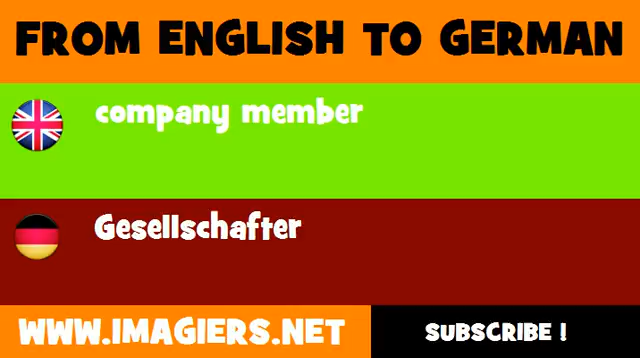 FROM ENGLISH TO GERMAN
company member
Gesellschafter
WWW.IMAGIERS.NET
SUBSCRIBE !